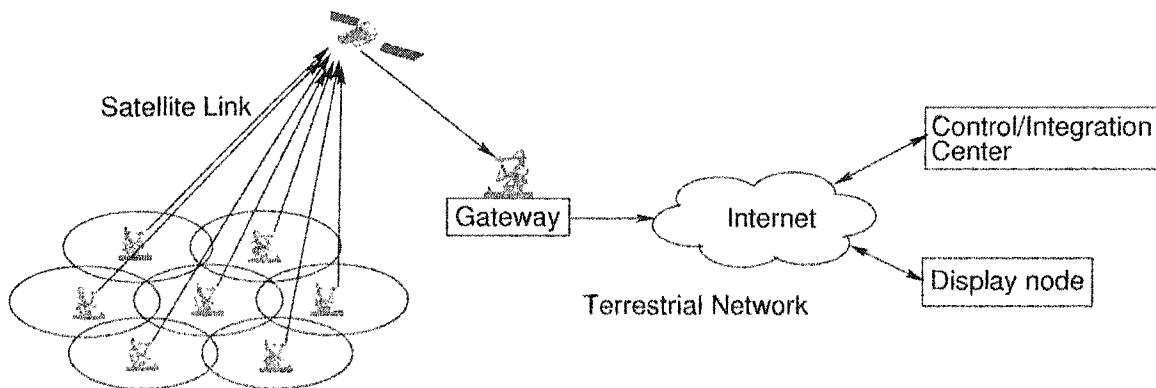 Satellite Link
Control/Integration
Center
Gateway
Internet
Display node
Terrestrial Network